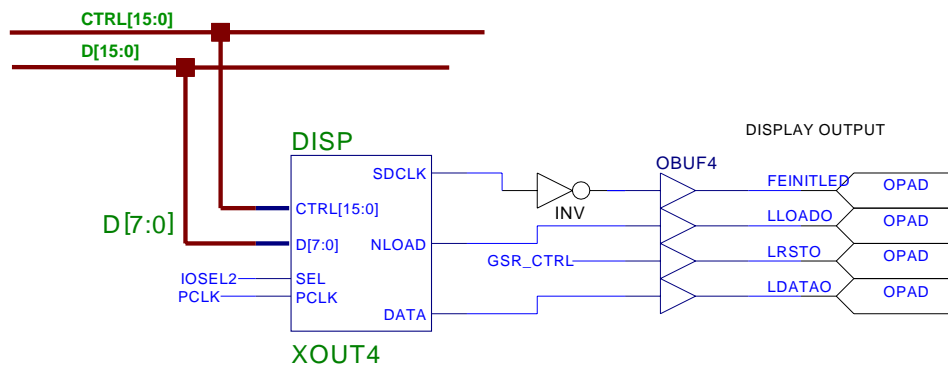 CTRL[15:0]
D[15:0]
DISPLAY OUTPUT
DISP
OBUF4
SDCLK
FEINITLED
OPAD
CTRL[15:0]
INV
D[7:0]
LLOADO
OPAD
D[7:0]
NLOAD
GSR_CTRL
LRSTO
OPAD
IOSEL2
SEL
PCLK
PCLK
LDATAO
OPAD
DATA
XOUT4